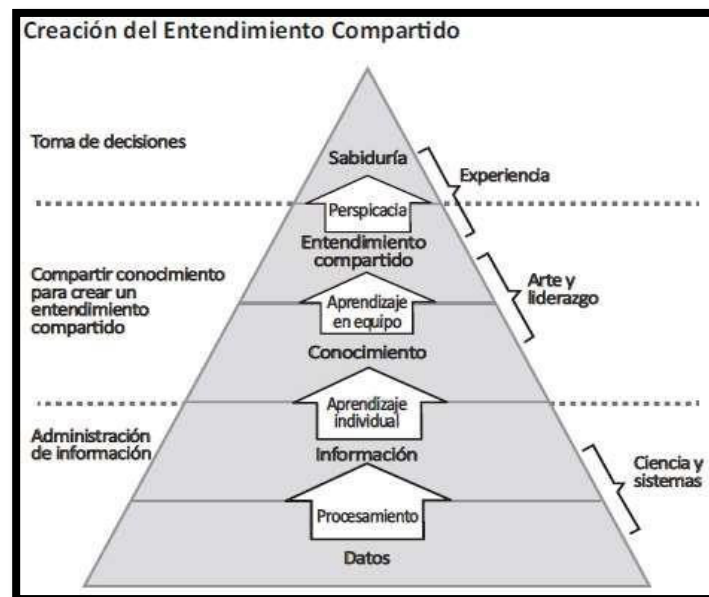 Creación del Entendimiento Compartido
Toma de decisiones
Sabiduría
Experiencia
Perspicacia
Entendimiento
compartido
Compartir conocimiento
para crear un
entendimiento
compartido
Arte y
liderazgo
Aprendizaje
en equipo
Conocimiento
Aprendizaje
individual
Administración
de información
Información
Ciencia y
sistemas
Procesamiento
Datos